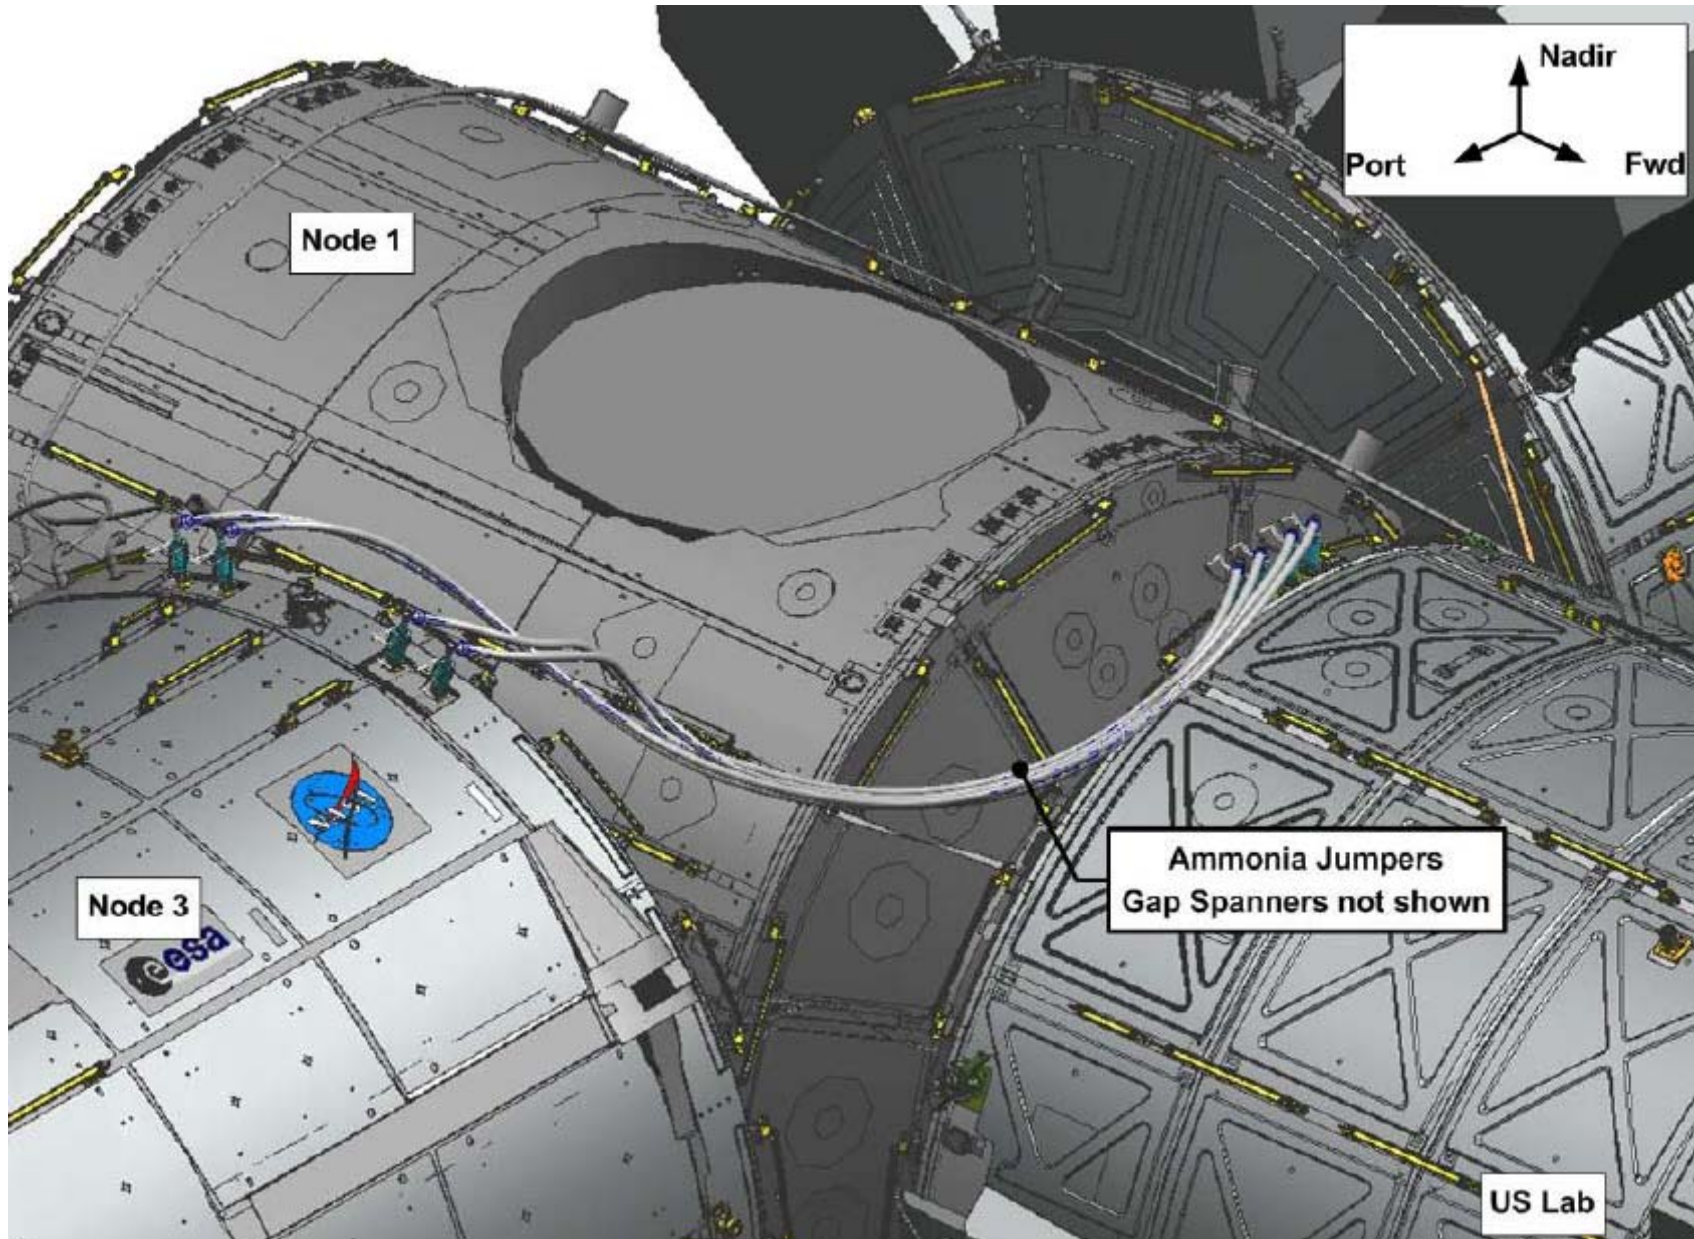 Nadir
Port
Fwd
Node 1
Node 3
esa
Ammonia Jumpers
Gap Spanners not shown
US Lab